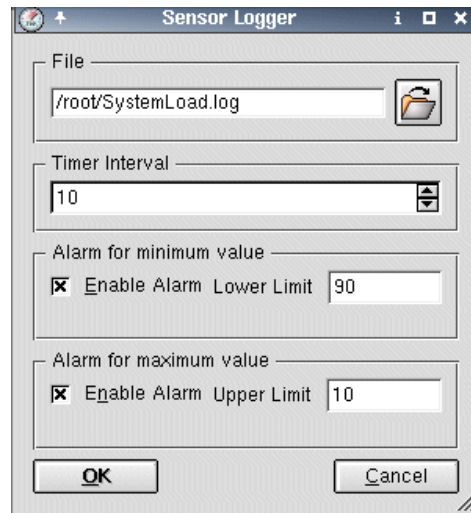 Sensor Logger
File
/root/SystemLoad.log
Timer Interval
10
Alarm for minimum value
Enable Alarm Lower Limit 90
Alarm for maximum value
Enable Alarm Upper Limit 10
OK Cancel